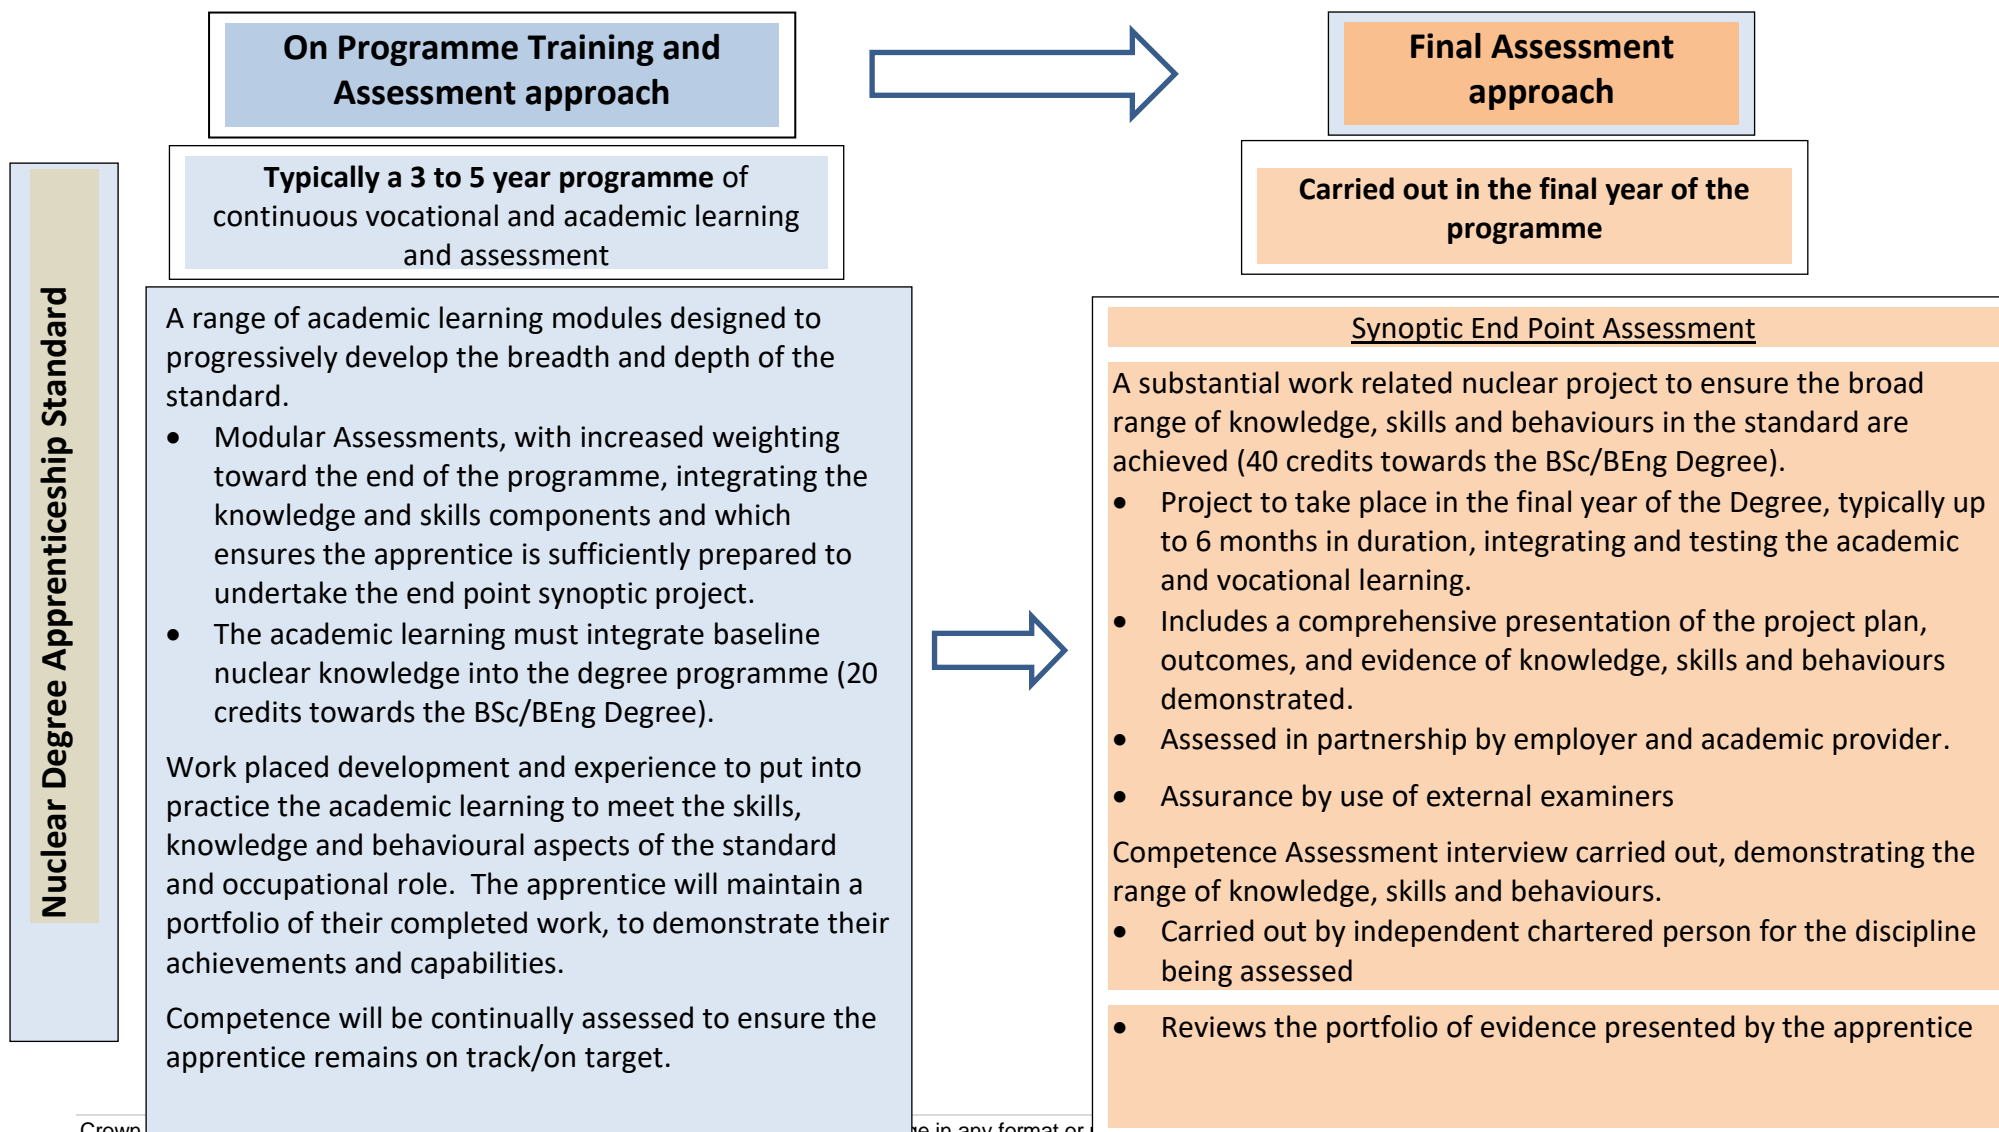 On Programme Training and
Assessment approach
Final Assessment
approach
Nuclear Degree Apprenticeship Standard
Typically a 3 to 5 year programme of
continuous vocational and academic learning
and assessment
Carried out in the final year of the
programme
A range of academic learning modules designed to
progressively develop the breadth and depth of the
standard.
• Modular Assessments, with increased weighting
toward the end of the programme, integrating the
knowledge and skills components and which
ensures the apprentice is sufficiently prepared to
undertake the end point synoptic project.
• The academic learning must integrate baseline
nuclear knowledge into the degree programme (20
credits towards the BSc/BEng Degree).
Work placed development and experience to put into
practice the academic learning to meet the skills,
knowledge and behavioural aspects of the standard
and occupational role.  The apprentice will maintain a
portfolio of their completed work, to demonstrate their
achievements and capabilities.
Competence will be continually assessed to ensure the
apprentice remains on track/on target.
Synoptic End Point Assessment
A substantial work related nuclear project to ensure the broad
range of knowledge, skills and behaviours in the standard are
achieved (40 credits towards the BSc/BEng Degree).
• Project to take place in the final year of the Degree, typically up
to 6 months in duration, integrating and testing the academic
and vocational learning.
• Includes a comprehensive presentation of the project plan,
outcomes, and evidence of knowledge, skills and behaviours
demonstrated.
• Assessed in partnership by employer and academic provider.
• Assurance by use of external examiners
Competence Assessment interview carried out, demonstrating the
range of knowledge, skills and behaviours.
• Carried out by independent chartered person for the discipline
being assessed
• Reviews the portfolio of evidence presented by the apprentice
Crown in any format or